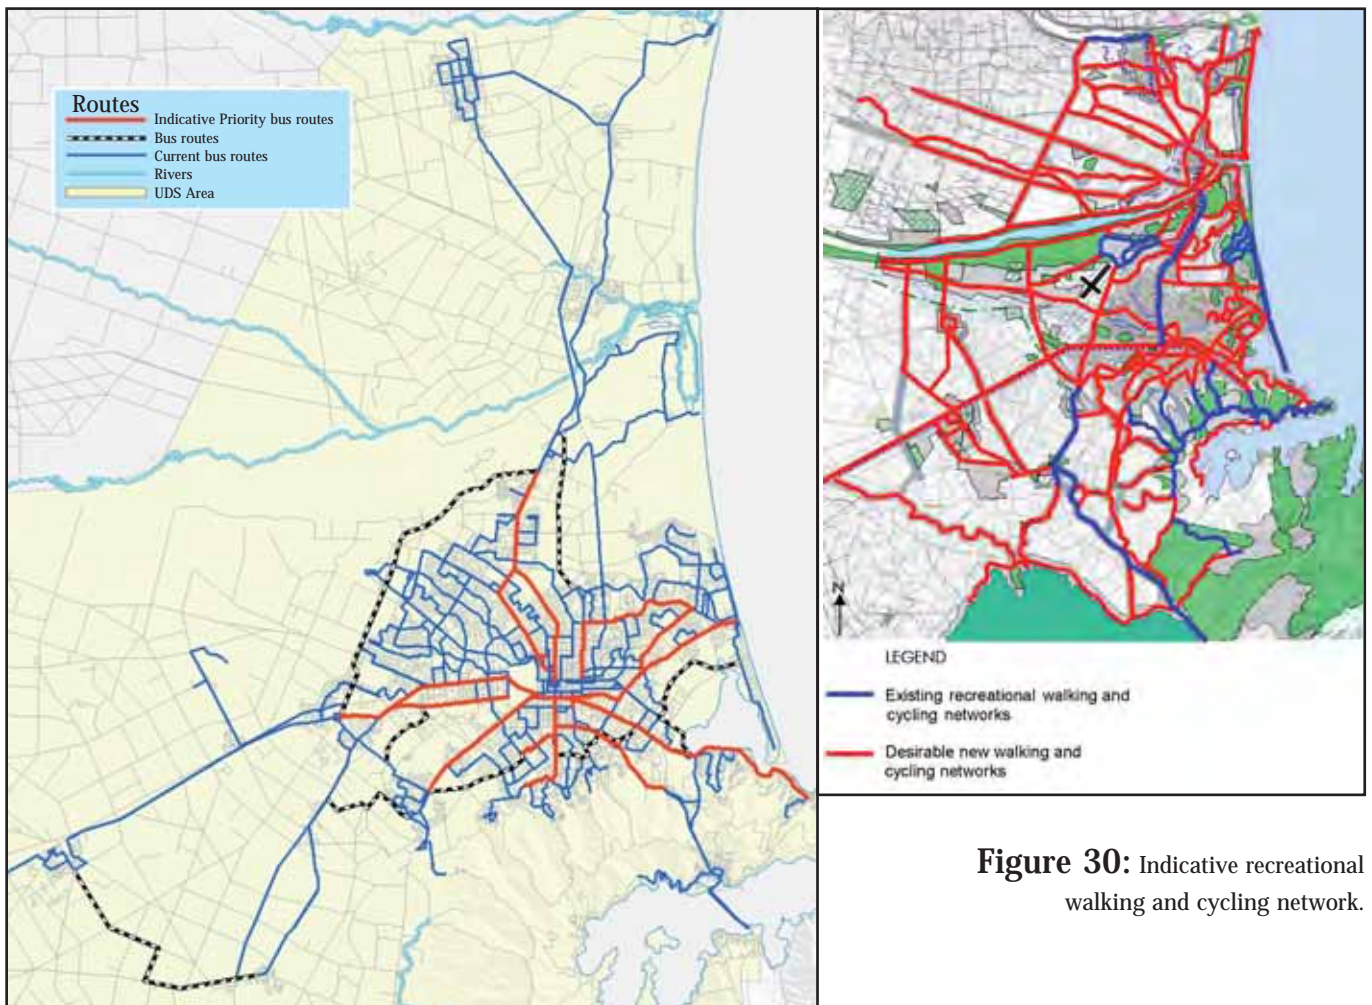 Routes
Indicative Priority bus routes
Bus routes
Current bus routes
Rivers
UDS Area
N
LEGEND
Existing recreational walking and
cycling networks
Desirable new walking and
cycling networks
Figure 30: Indicative recreational
walking and cycling network.